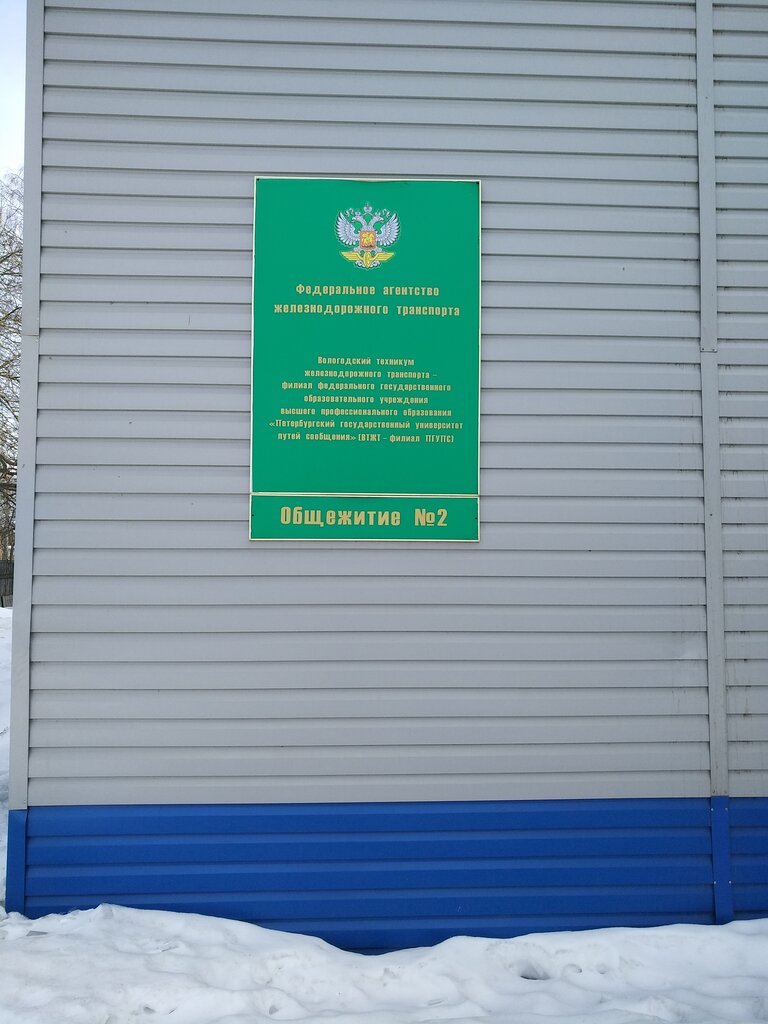 Федеральное агентство
железнодорожного транспорта
Вологодский техникум
железнодорожного транспорта –
филиал федерального государственного
образовательного учреждения
высшего профессионального образования
«Петербургский государственный университет
путей сообщения» (ВТЖТ – филиал ПГУПС)
Общежитие №2